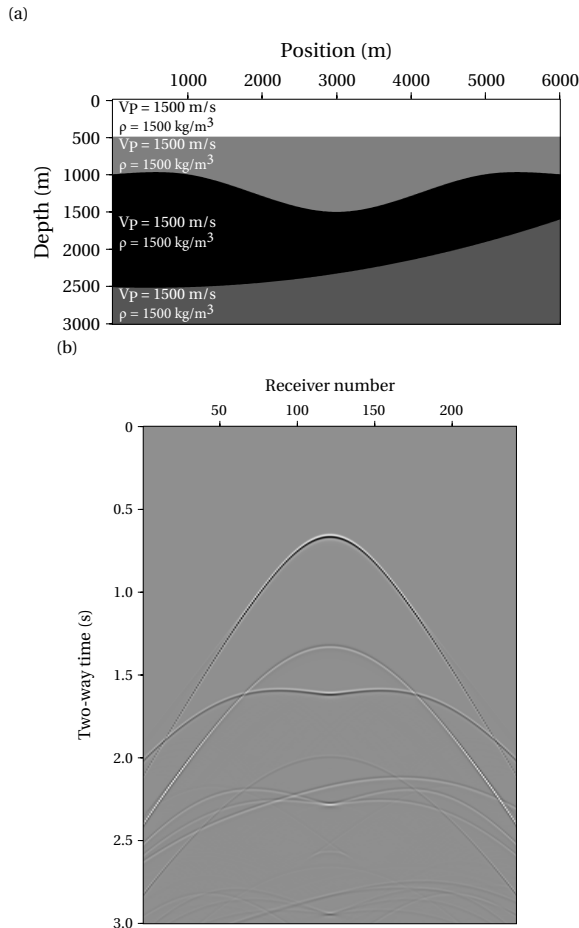 (a)
Position (m)
1000 2000 3000 4000 5000 6000
Depth (m)
0
500
1000
1500
2000
2500
3000
VP = 1500 m/s
ρ = 1500 kg/m³
VP = 1500 m/s
ρ = 1500 kg/m³
VP = 1500 m/s
ρ = 1500 kg/m³
VP = 1500 m/s
ρ = 1500 kg/m³
(b)
Receiver number
50 100 150 200
Two-way time (s)
0
0.5
1.0
1.5
2.0
2.5
3.0